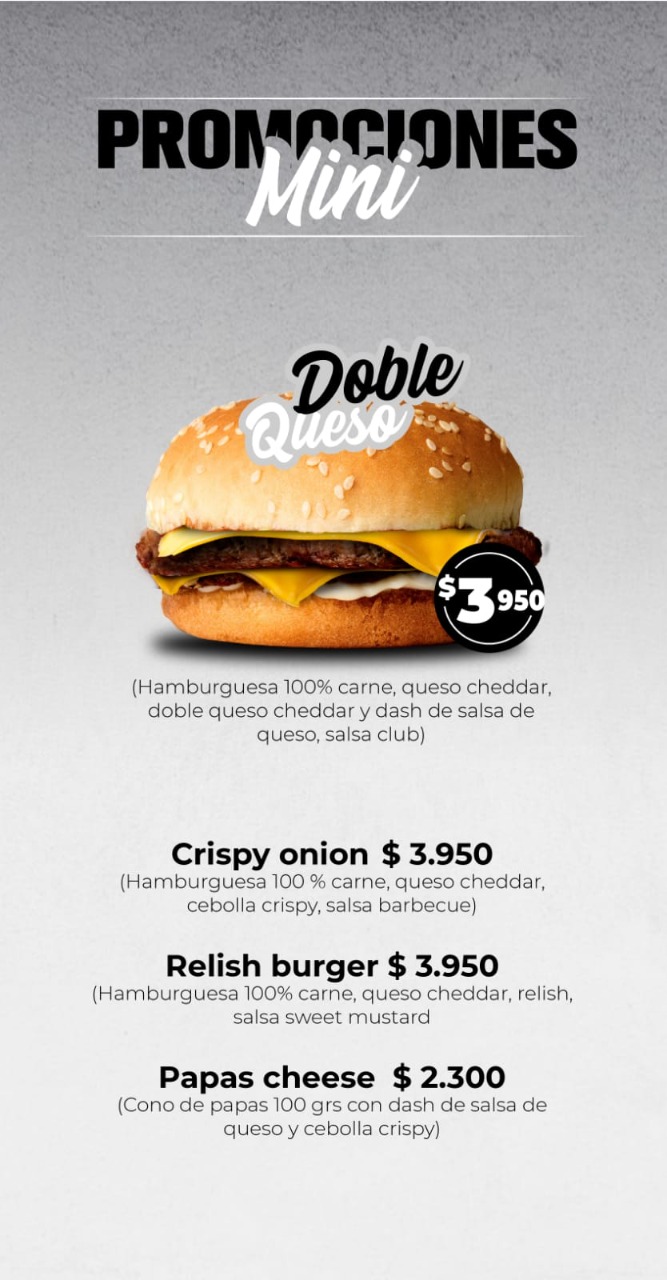 PROMOCIONES
Mini
Doble
Queso
$3950
(Hamburguesa 100% carne, queso cheddar,
doble queso cheddar y dash de salsa de
queso, salsa club)
Crispy onion $ 3.950
(Hamburguesa 100 % carne, queso cheddar,
cebolla crispy, salsa barbecue)
Relish burger $ 3.950
(Hamburguesa 100% carne, queso cheddar, relish,
salsa sweet mustard
Papas cheese $ 2.300
(Cono de papas 100 grs con dash de salsa de
queso y cebolla crispy)